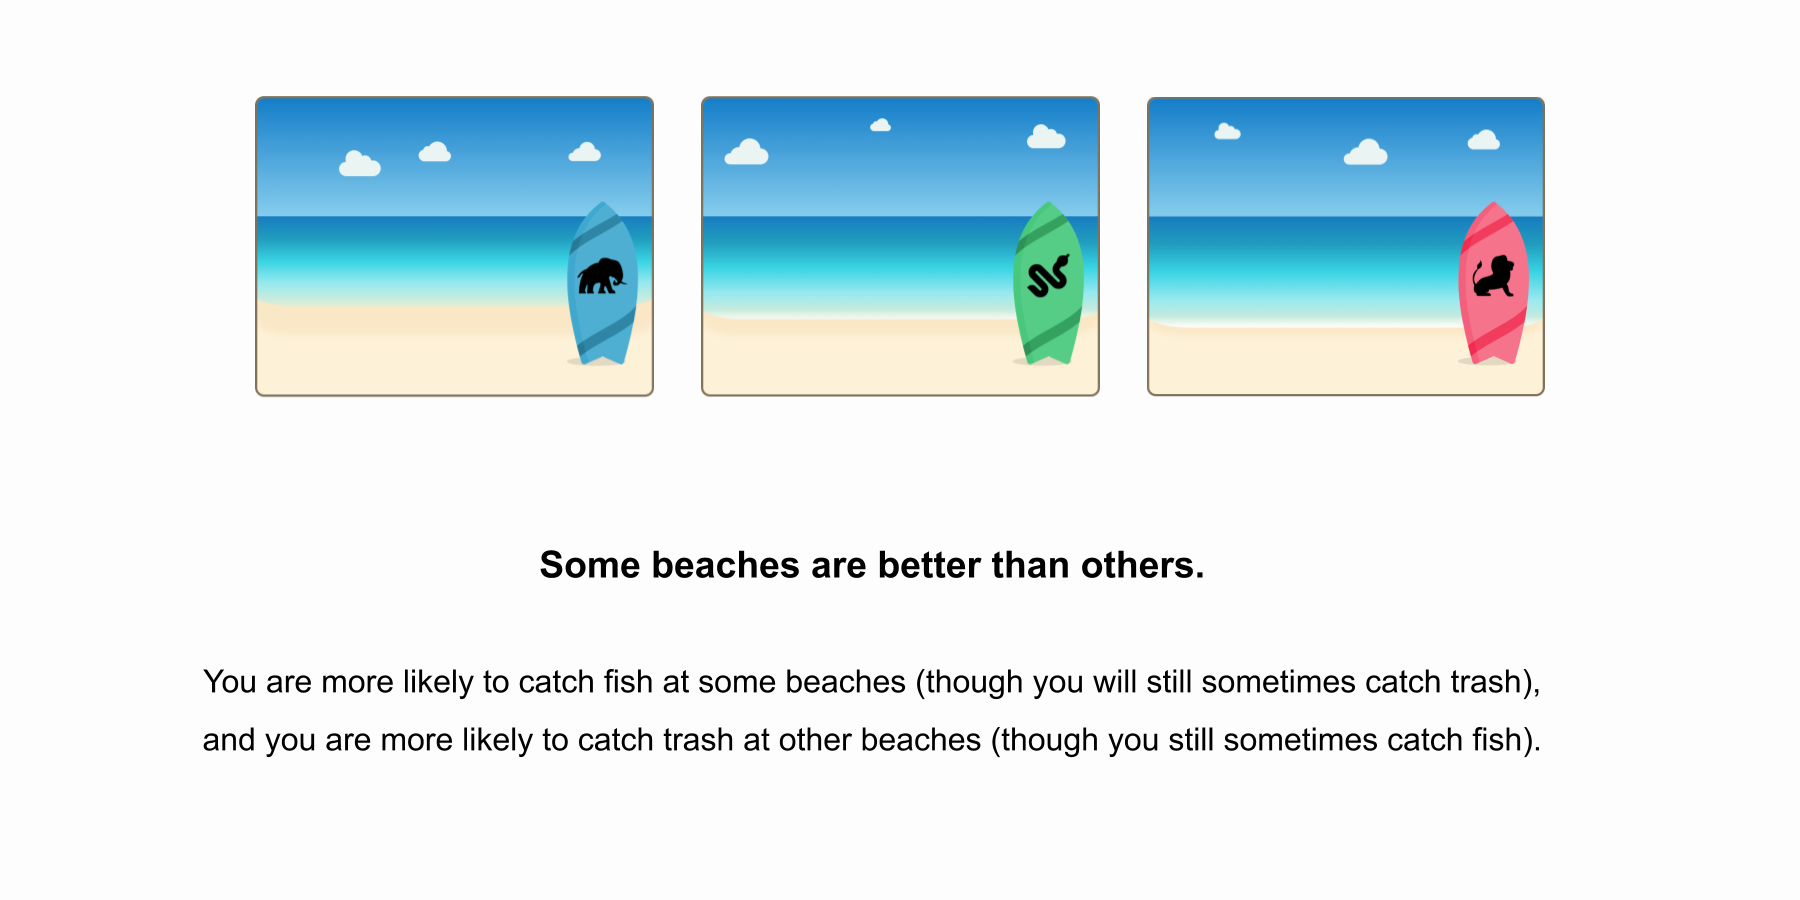 Some beaches are better than others.
You are more likely to catch fish at some beaches (though you will still sometimes catch trash),
and you are more likely to catch trash at other beaches (though you still sometimes catch fish).